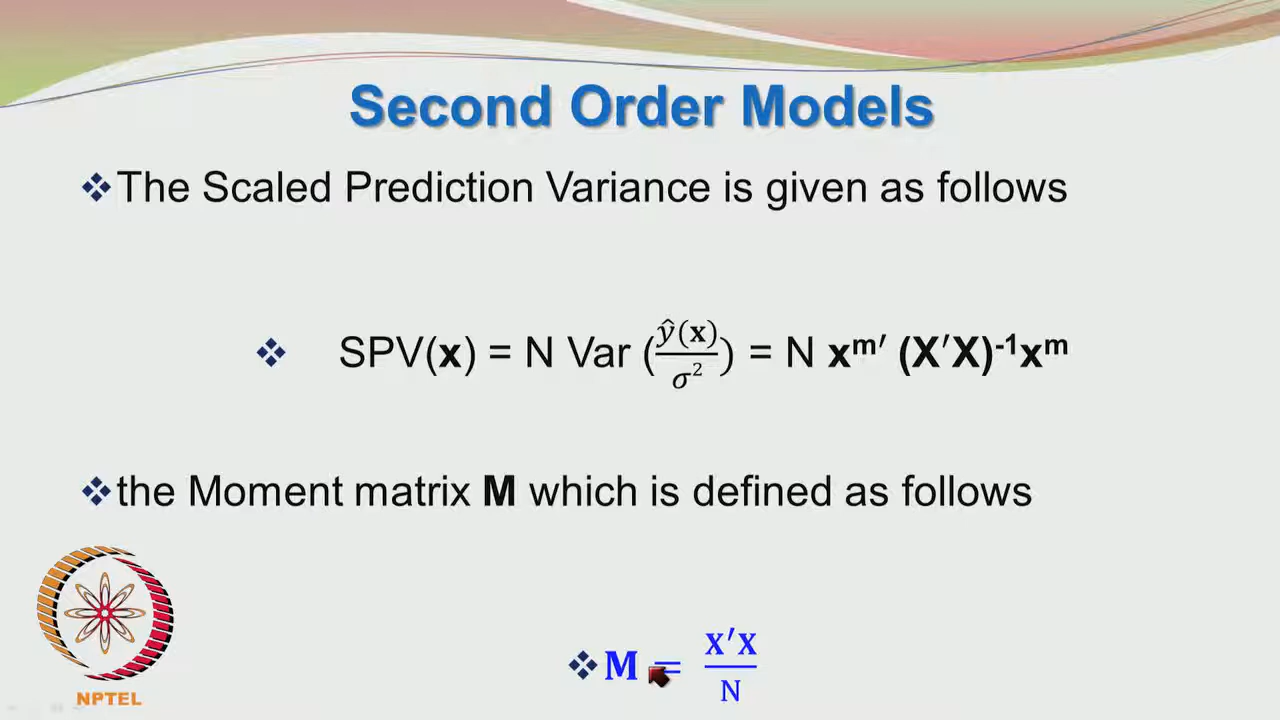 Second Order Models
❖The Scaled Prediction Variance is given as follows
❖ SPV(x) = N Var (ŷ(x)/σ²) = N xᵐ′ (X′X)⁻¹xᵐ
❖the Moment matrix M which is defined as follows
❖M = X′X/N
NPTEL